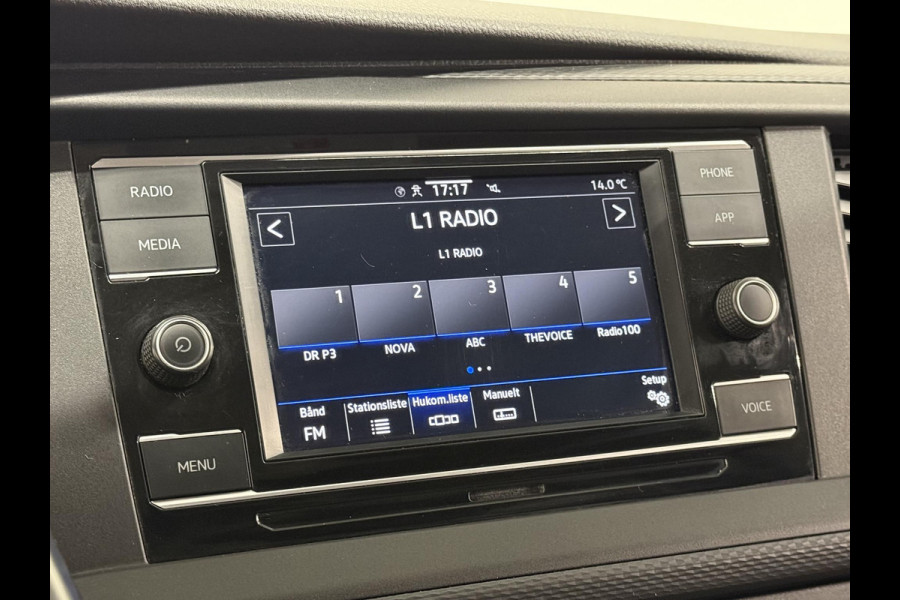 RADIO
MEDIA
MENU
17:17
14.0°C
L1 RADIO
L1 RADIO
1 2 3 4 5
DR P3 NOVA ABC THEVOICE Radio100
Bånd Stationsliste Hukom.liste Manuelt Setup
FM
PHONE
APP
VOICE